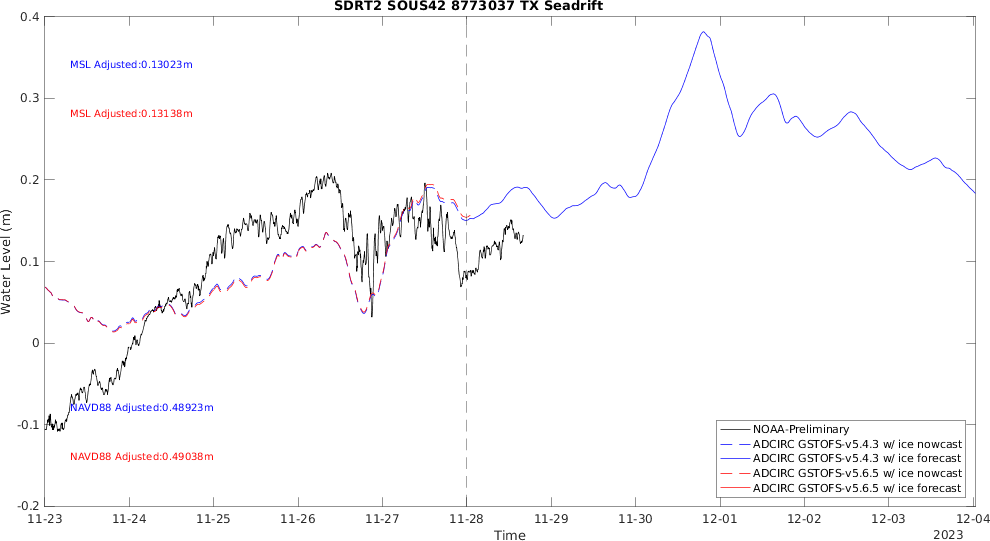 SDRT2 SOUS42 8773037 TX Seadrift
0.4
0.3
0.2
0.1
0
-0.1
-0.2
Water Level (m)
MSL Adjusted:0.13023m
MSL Adjusted:0.13138m
NAVD88 Adjusted:0.48923m
NAVD88 Adjusted:0.49038m
NOAA-Preliminary
ADCIRC GSTOFS-v5.4.3 w/ ice nowcast
ADCIRC GSTOFS-v5.4.3 w/ ice forecast
ADCIRC GSTOFS-v5.6.5 w/ ice nowcast
ADCIRC GSTOFS-v5.6.5 w/ ice forecast
11-23 11-24 11-25 11-26 11-27 11-28 11-29 11-30 12-01 12-02 12-03 12-04
Time
2023